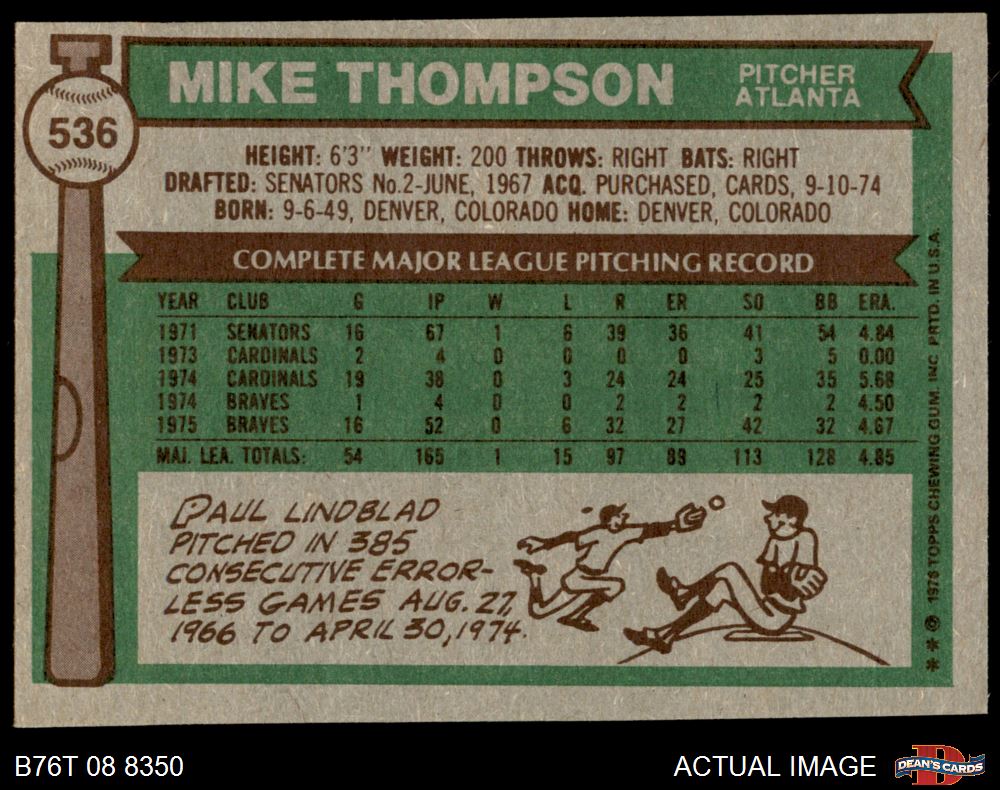 MIKE THOMPSON
PITCHER
ATLANTA
536
HEIGHT: 6'3" WEIGHT: 200 THROWS: RIGHT BATS: RIGHT
DRAFTED: SENATORS No.2-JUNE, 1967 ACQ. PURCHASED, CARDS, 9-10-74
BORN: 9-6-49, DENVER, COLORADO HOME: DENVER, COLORADO
COMPLETE MAJOR LEAGUE PITCHING RECORD
YEAR CLUB G IP W L R ER SO BB ERA.
1971 SENATORS 16 67 1 6 39 36 41 54 4.84
1973 CARDINALS 2 4 0 0 0 0 3 5 0.00
1974 CARDINALS 19 38 0 3 24 24 25 35 5.68
1974 BRAVES 1 4 0 0 2 2 2 2 4.50
1975 BRAVES 16 52 0 6 32 27 42 32 4.67
MAJ. LEA. TOTALS: 54 165 1 15 97 89 113 128 4.85
PAUL LINDBLAD
PITCHED IN 385
CONSECUTIVE ERROR-
LESS GAMES AUG. 27,
1966 TO APRIL 30, 1974.
** © 1976 TOPPS CHEWING GUM, INC. PRTD. IN U.S.A.
B76T 08 8350
ACTUAL IMAGE
DEAN'S CARDS